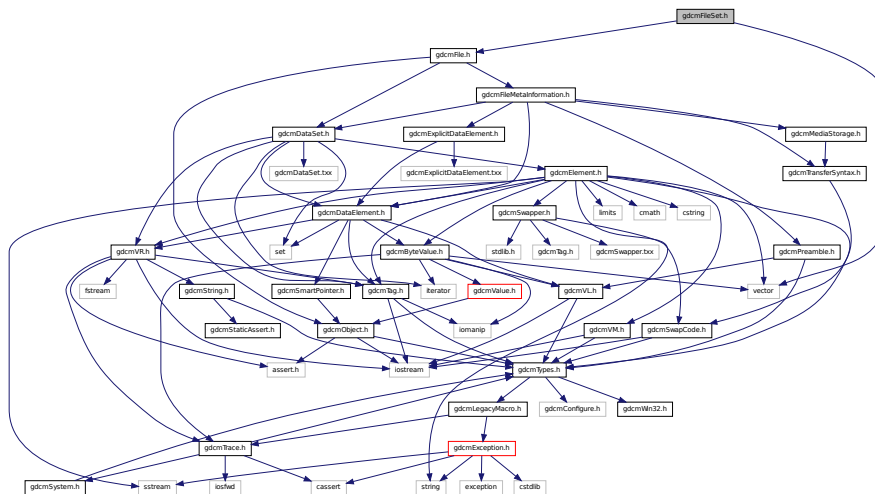 gdcmFileSet.h
gdcmFile.h
gdcmFileMetaInformation.h
gdcmDataSet.h
gdcmExplicitDataElement.h
gdcmMediaStorage.h
gdcmDataSet.txx
gdcmExplicitDataElement.txx
gdcmElement.h
gdcmTransferSyntax.h
gdcmDataElement.h
gdcmSwapper.h
limits
cmath
cstring
gdcmVR.h
set
gdcmByteValue.h
stdlib.h
gdcmTag.h
gdcmSwapper.txx
gdcmPreamble.h
fstream
gdcmString.h
gdcmSmartPointer.h
gdcmTag.h
iterator
gdcmValue.h
gdcmVL.h
vector
gdcmStaticAssert.h
gdcmObject.h
iomanip
gdcmVM.h
gdcmSwapCode.h
assert.h
iostream
gdcmTypes.h
gdcmLegacyMacro.h
gdcmConfigure.h
gdcmWin32.h
gdcmTrace.h
gdcmException.h
gdcmSystem.h
sstream
iosfwd
cassert
string
exception
cstdlib